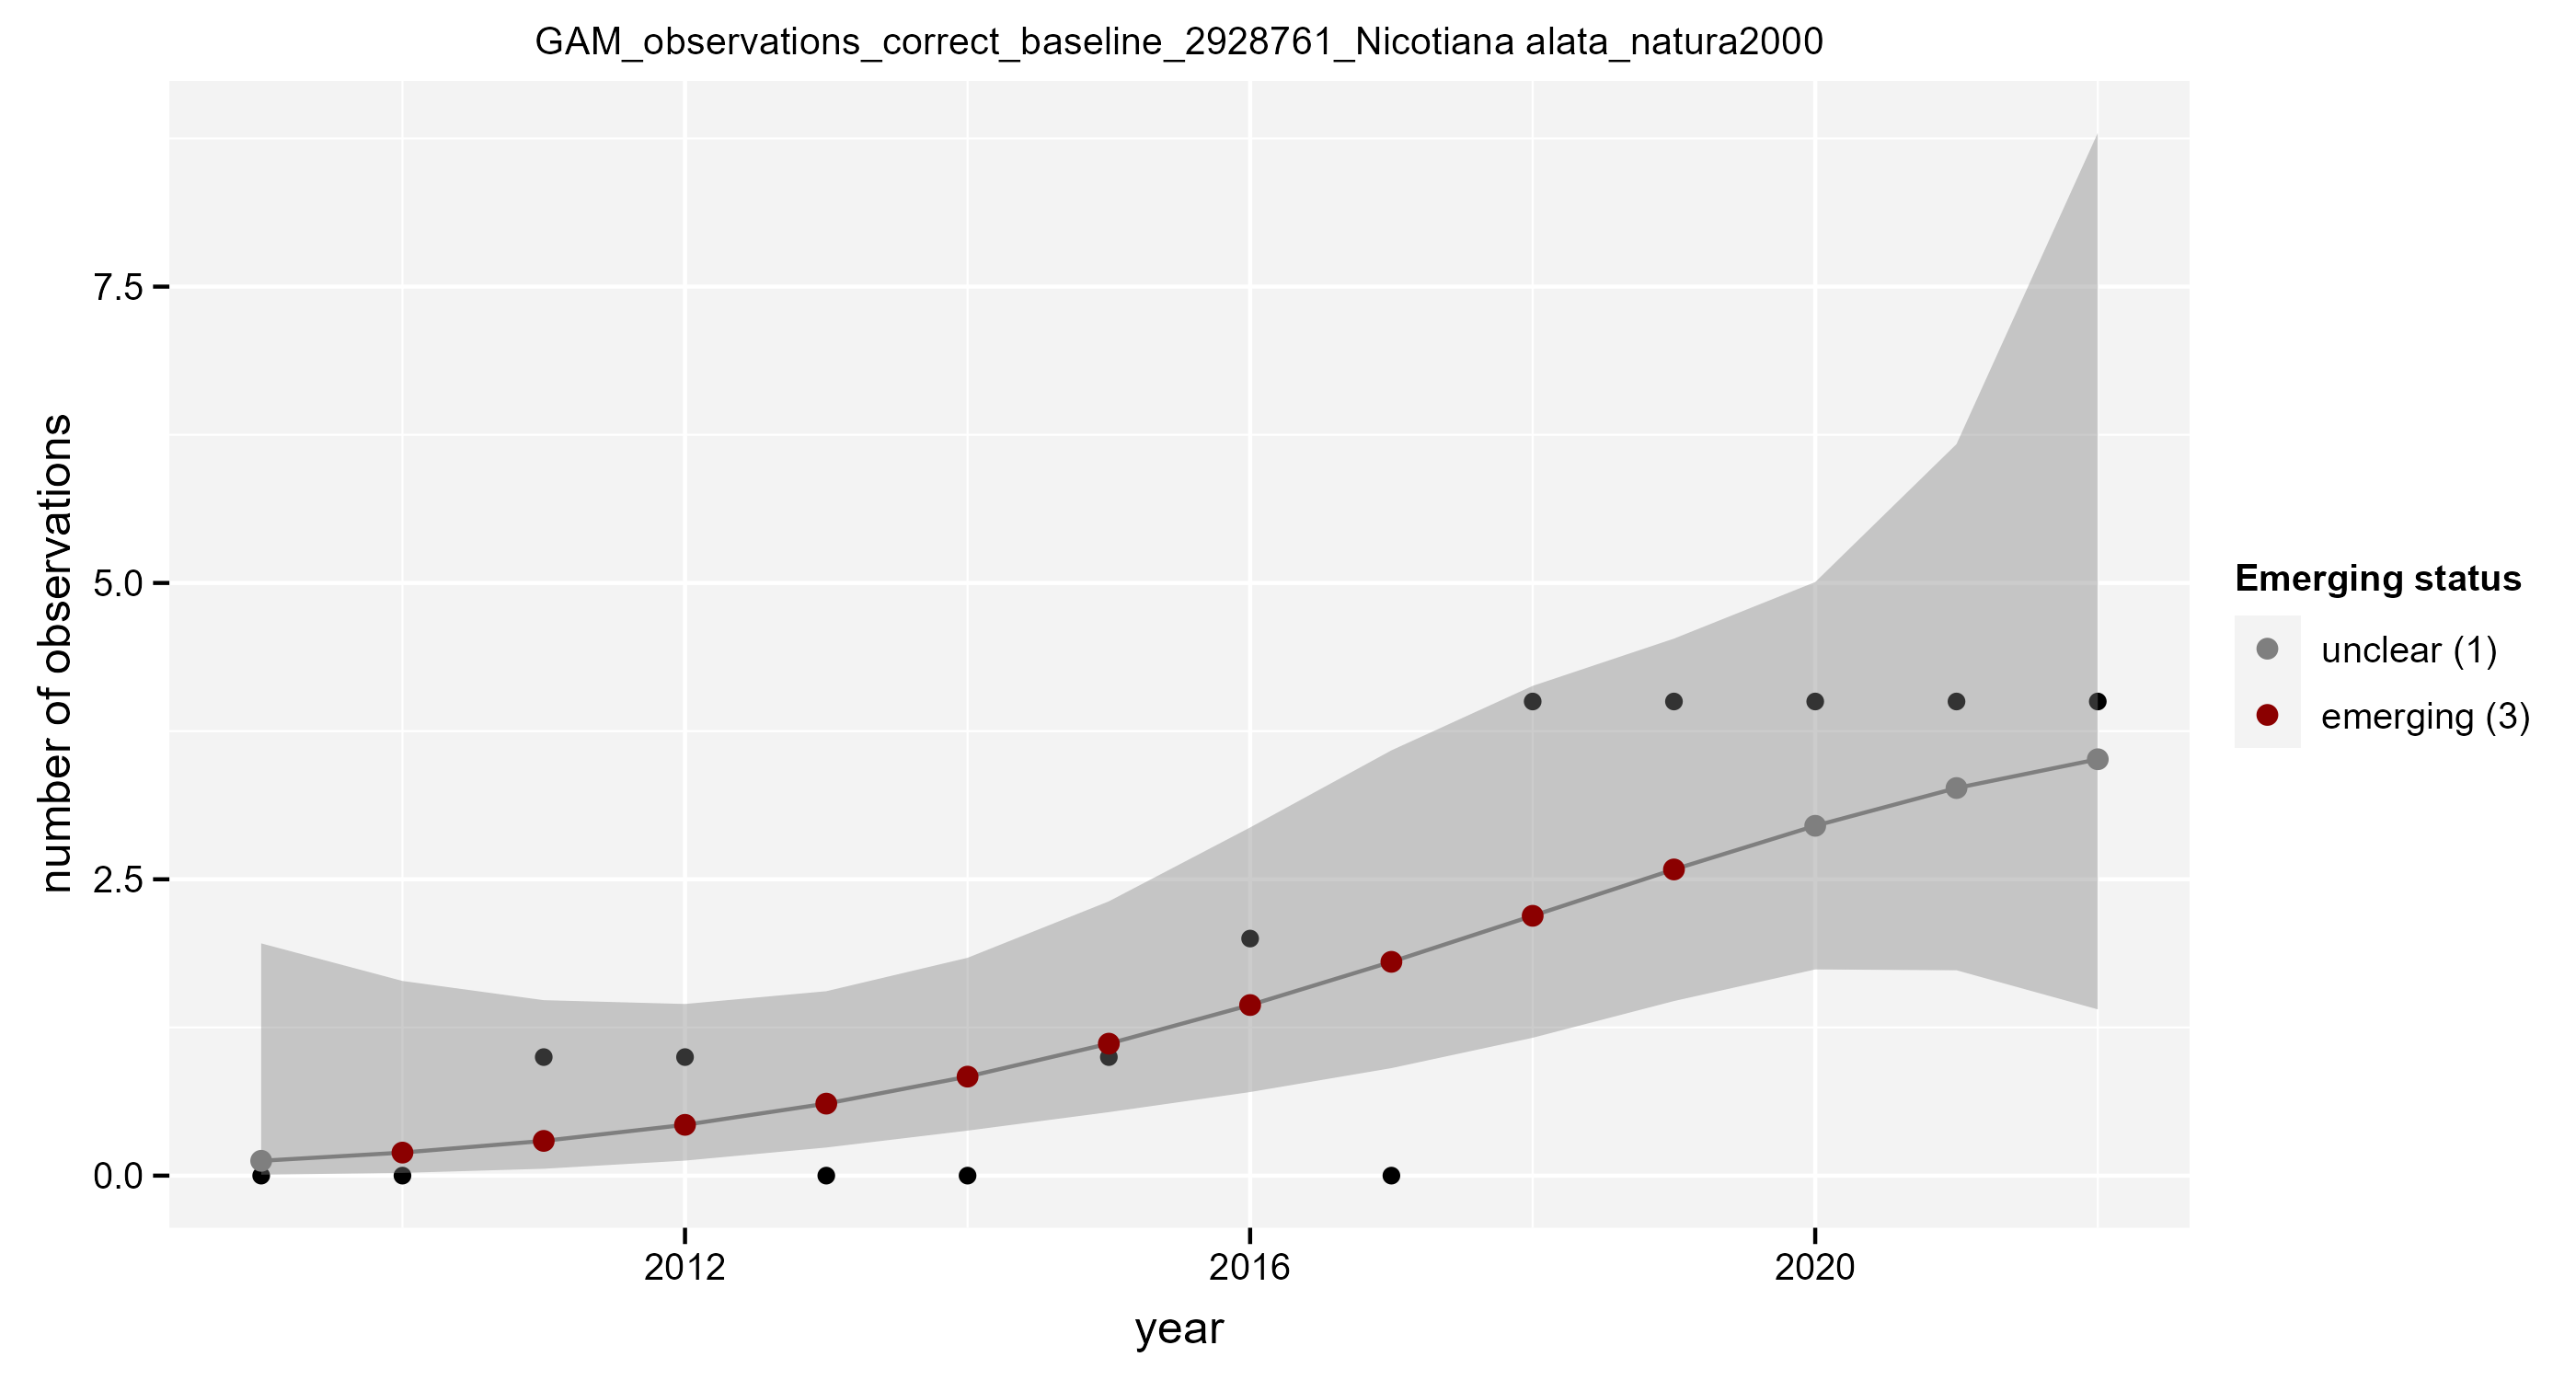 GAM_observations_correct_baseline_2928761_Nicotiana alata_natura2000
number of observations
7.5
5.0
2.5
0.0
2012
2016
2020
year
Emerging status
unclear (1)
emerging (3)